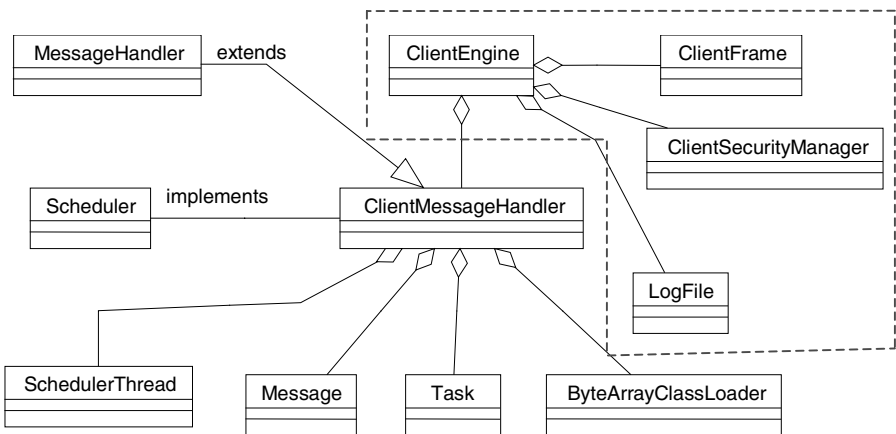 MessageHandler
extends
ClientEngine
ClientFrame
ClientSecurityManager
Scheduler
implements
ClientMessageHandler
LogFile
SchedulerThread
Message
Task
ByteArrayClassLoader